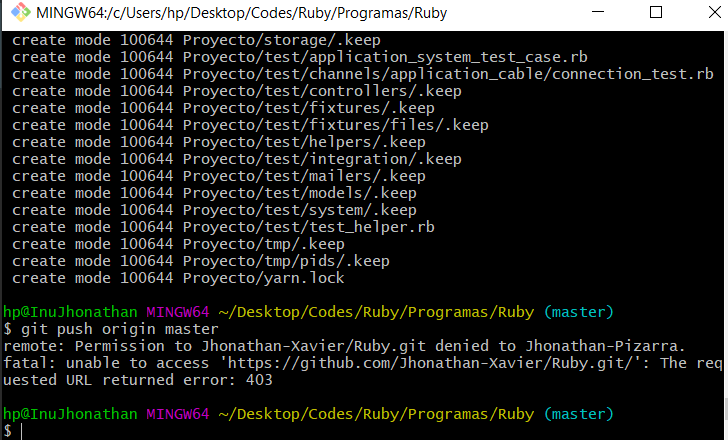 MINGW64:/c/Users/hp/Desktop/Codes/Ruby/Programas/Ruby
create mode 100644 Proyecto/storage/.keep
create mode 100644 Proyecto/test/application_system_test_case.rb
create mode 100644 Proyecto/test/channels/application_cable/connection_test.rb
create mode 100644 Proyecto/test/controllers/.keep
create mode 100644 Proyecto/test/fixtures/.keep
create mode 100644 Proyecto/test/fixtures/files/.keep
create mode 100644 Proyecto/test/helpers/.keep
create mode 100644 Proyecto/test/integration/.keep
create mode 100644 Proyecto/test/mailers/.keep
create mode 100644 Proyecto/test/models/.keep
create mode 100644 Proyecto/test/system/.keep
create mode 100644 Proyecto/test/test_helper.rb
create mode 100644 Proyecto/tmp/.keep
create mode 100644 Proyecto/tmp/pids/.keep
create mode 100644 Proyecto/yarn.lock
hp@InuJhonathan MINGW64 ~/Desktop/Codes/Ruby/Programas/Ruby (master)
$ git push origin master
remote: Permission to Jhonathan-Xavier/Ruby.git denied to Jhonathan-Pizarra.
fatal: unable to access 'https://github.com/Jhonathan-Xavier/Ruby.git/': The req
uested URL returned error: 403
hp@InuJhonathan MINGW64 ~/Desktop/Codes/Ruby/Programas/Ruby (master)
$